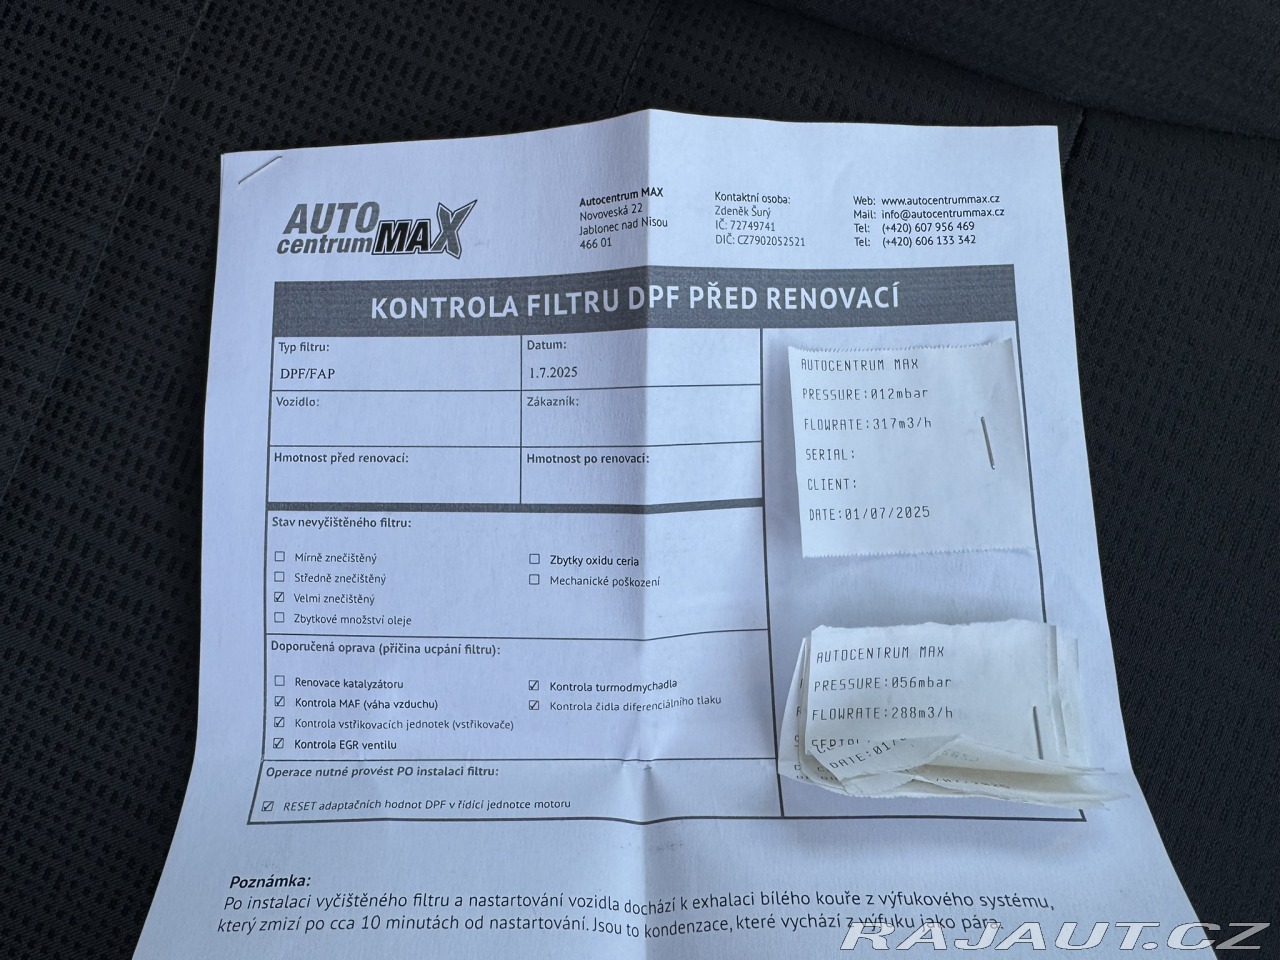 AUTO
centrum MAX
Autocentrum MAX
Novoveská 22
Jablonec nad Nisou
466 01
Kontaktní osoba:
Zdeněk Šurý
IČ: 72749741
DIČ: CZ7902052521
Web: www.autocentrummax.cz
Mail: info@autocentrummax.cz
Tel: (+420) 607 956 469
Tel: (+420) 606 133 342
KONTROLA FILTRU DPF PŘED RENOVACÍ
Typ filtru:
DPF/FAP
Datum:
1.7.2025
Vozidlo:
Zákazník:
Hmotnost před renovací:
Hmotnost po renovací:
Stav nevyčištěného filtru:
☐ Mírně znečištěný
☐ Středně znečištěný
☑ Velmi znečištěný
☐ Zbytkové množství oleje
☐ Zbytky oxidu ceria
☐ Mechanické poškození
Doporučená oprava (příčina ucpání filtru):
☐ Renovace katalyzátoru
☑ Kontrola MAF (váha vzduchu)
☑ Kontrola vstřikovacích jednotek (vstřikovače)
☑ Kontrola EGR ventilu
☑ Kontrola turmodmychadla
☑ Kontrola čidla diferenciálního tlaku
Operace nutné provést PO instalaci filtru:
☑ RESET adaptačních hodnot DPF v řídící jednotce motoru
AUTOCENTRUM MAX
PRESSURE:012mbar
FLOWRATE:317m3/h
SERIAL:
CLIENT:
DATE:01/07/2025
AUTOCENTRUM MAX
PRESSURE:056mbar
FLOWRATE:288m3/h
DATE:01/
Poznámka:
Po instalaci vyčištěného filtru a nastartování vozidla dochází k exhalaci bílého kouře z výfukového systému,
který zmizí po cca 10 minutách od nastartování. Jsou to kondenzace, které vychází z výfuku jako pára.
RAJAUT.CZ